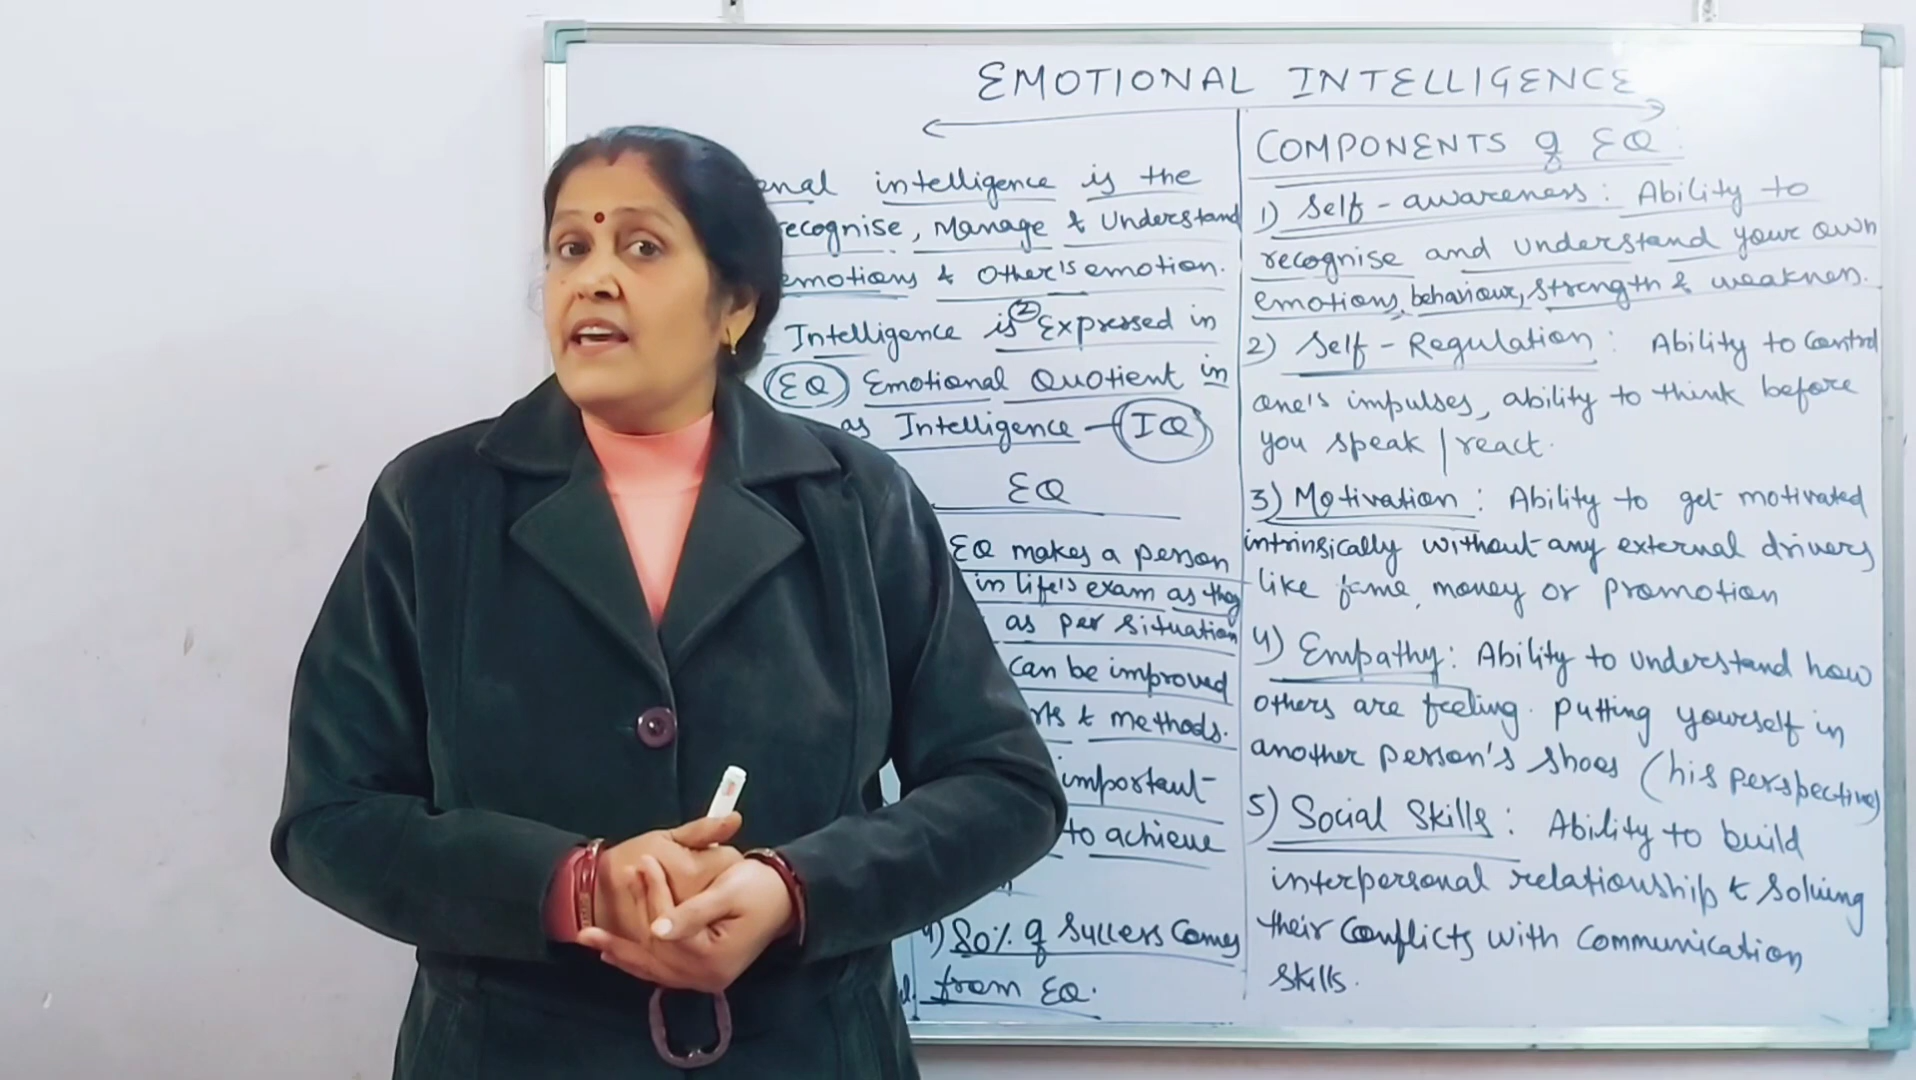 EMOTIONAL INTELLIGENCE
intelligence is the
recognise, Manage & Understand
emotions & Other's emotion.
Intelligence is (2) Expressed in
EQ Emotional Quotient in
as Intelligence - IQ
EQ
EQ makes a person
in life's exam as they
as per situation
can be improved
& methods.
important
to achieve
4) 80% of success comes
from EQ.
COMPONENTS of EQ:
1) Self-awareness: Ability to
recognise and understand your own
emotions, behaviour, strength & weakness.
2) Self-Regulation: Ability to control
one's impulses, ability to think before
you speak / react.
3) Motivation: Ability to get motivated
intrinsically without any external drivers
like fame, money or promotion
4) Empathy: Ability to understand how
others are feeling. putting yourself in
another person's shoes (his perspective)
5) Social Skills: Ability to build
interpersonal relationship & solving
their conflicts with communication
skills.